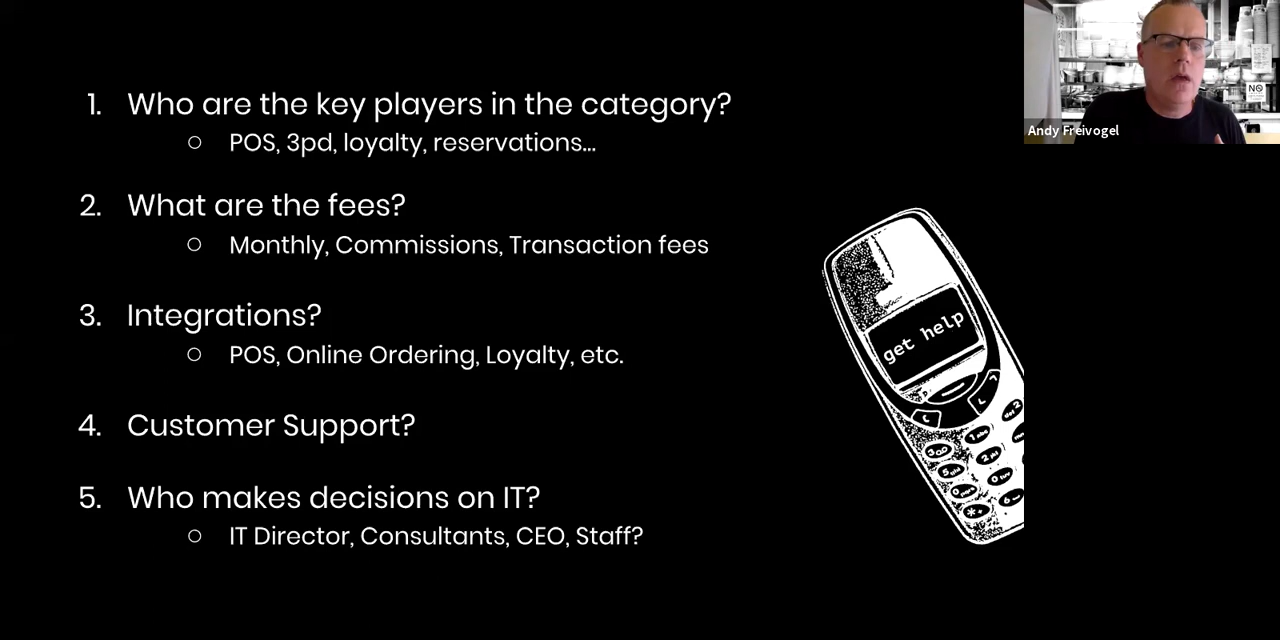 1. Who are the key players in the category?
○ POS, 3pd, loyalty, reservations...
2. What are the fees?
○ Monthly, Commissions, Transaction fees
3. Integrations?
○ POS, Online Ordering, Loyalty, etc.
4. Customer Support?
5. Who makes decisions on IT?
○ IT Director, Consultants, CEO, Staff?
Andy Freivogel
NO
get help